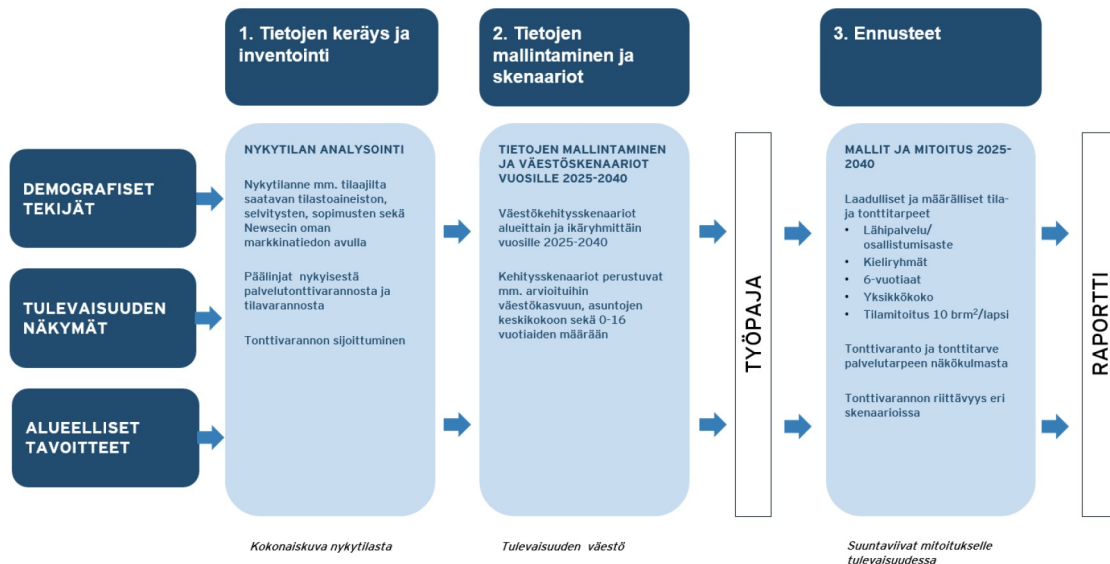 1. Tietojen keräys ja
inventointi
2. Tietojen
mallintaminen ja
skenaariot
3. Ennusteet
DEMOGRAFISET
TEKIJÄT
TULEVAISUUDEN
NÄKYMÄT
ALUEELLISET
TAVOITTEET
NYKYTILAN ANALYSOINTI
Nykytilanne mm. tilaajilta
saatavan tilastoaineiston,
selvitysten, sopimusten sekä
Newsecin oman
markkinatiedon avulla
Päälinjat nykyisestä
palvelutonttivarannosta ja
tilavarannosta
Tonttivarannon sijoittuminen
TIETOJEN MALLINTAMINEN
JA VÄESTÖSKENAARIOT
VUOSILLE 2025-2040
Väestökehitysskenaariot
alueittain ja ikäryhmittäin
vuosille 2025-2040
Kehitysskenaariot perustuvat
mm. arvioituihin
väestökasvuun, asuntojen
keskikokoon sekä 0-16
vuotiaiden määrään
TYÖPAJA
MALLIT JA MITOITUS 2025-
2040
Laadulliset ja määrälliset tila-
ja tonttitarpeet
• Lähipalvelu/
osallistumisaste
• Kieliryhmät
• 6-vuotiaat
• Yksikkökoko
• Tilamitoitus 10 brm²/lapsi
Tonttivaranto ja tonttitarve
palvelutarpeen näkökulmasta
Tonttivarannon riittävyys eri
skenaarioissa
RAPORTTI
Kokonaiskuva nykytilasta
Tulevaisuuden väestö
Suuntaviivat mitoitukselle
tulevaisuudessa